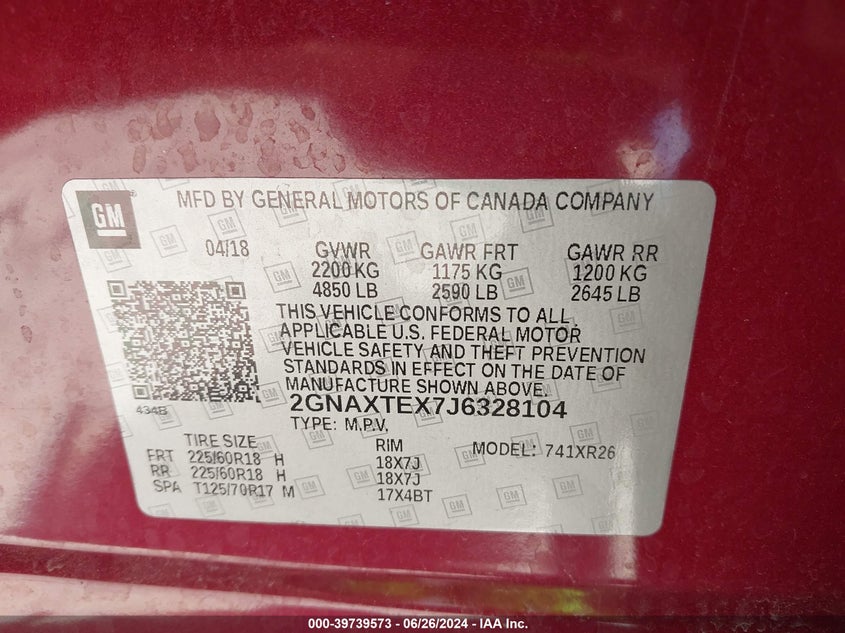 GM
MFD BY GENERAL MOTORS OF CANADA COMPANY
04/18 GVWR GAWR FRT GAWR RR
2200 KG 1175 KG 1200 KG
4850 LB 2590 LB 2645 LB
THIS VEHICLE CONFORMS TO ALL
APPLICABLE U.S. FEDERAL MOTOR
VEHICLE SAFETY AND THEFT PREVENTION
STANDARDS IN EFFECT ON THE DATE OF
MANUFACTURE SHOWN ABOVE.
434B 2GNAXTEX7J6328104
TYPE: M.P.V.
TIRE SIZE RIM MODEL: 741XR26
FRT 225/60R18 H 18X7J
RR 225/60R18 H 18X7J
SPA T125/70R17 M 17X4BT
000-39739573 / 06/26/2024 - IAA Inc.